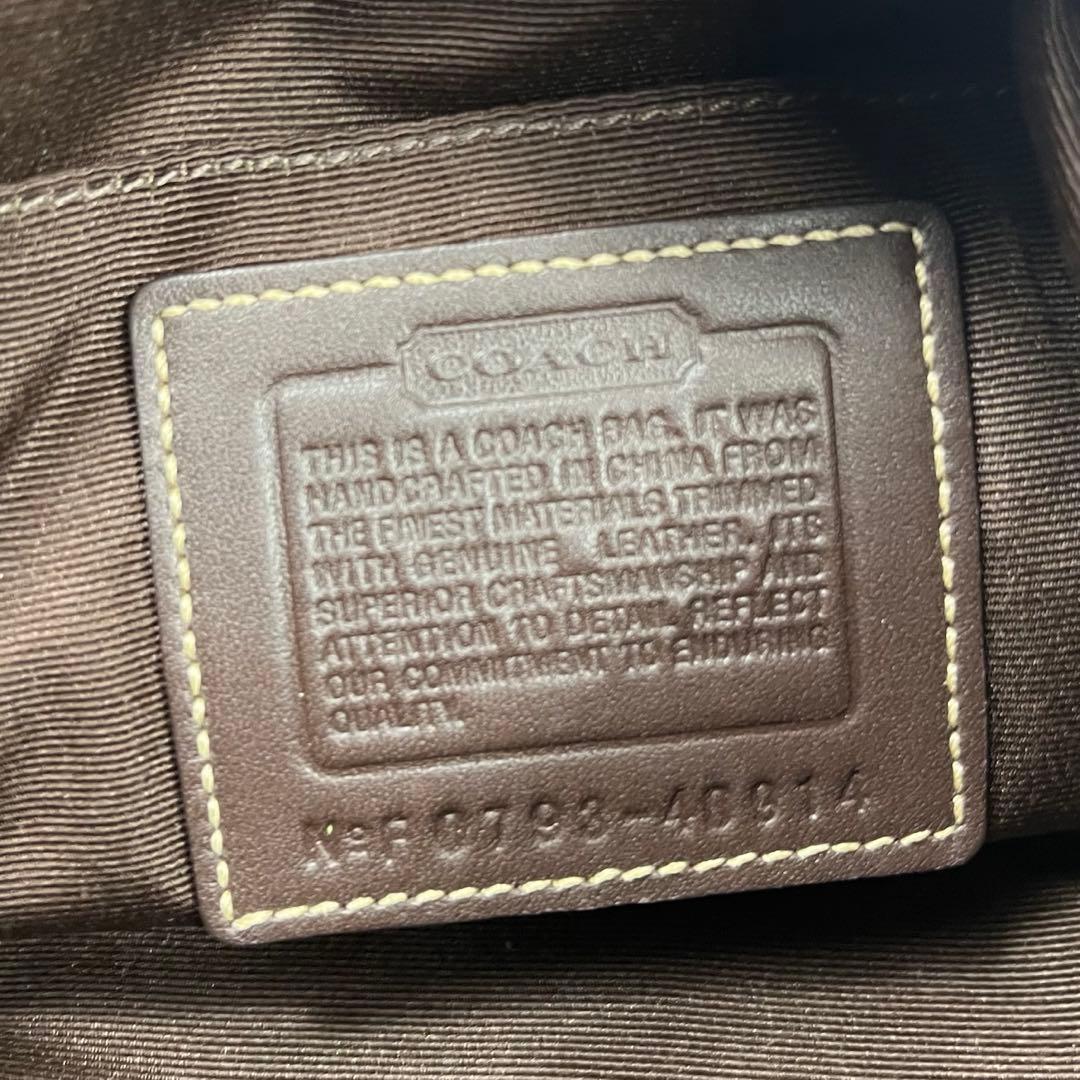 COACH
THIS IS A COACH BAG. IT WAS
HANDCRAFTED IN CHINA FROM
THE FINEST MATERIALS TRIMMED
WITH GENUINE LEATHER. ITS
SUPERIOR CRAFTSMANSHIP AND
ATTENTION TO DETAIL REFLECT
OUR COMMITMENT TO ENDURING
QUALITY.